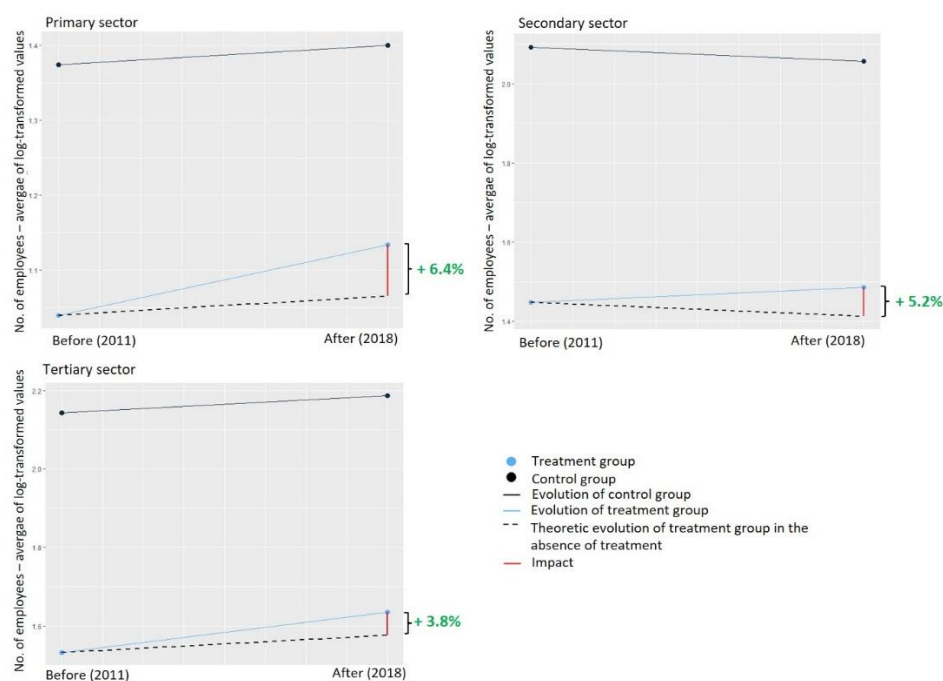 Primary sector
No. of employees – avergae of log-transformed values
1.4
1.3
1.2
1.1
+ 6.4%
Before (2011)
After (2018)
Secondary sector
No. of employees – avergae of log-transformed values
2.0
1.8
1.6
1.4
+ 5.2%
Before (2011)
After (2018)
Tertiary sector
No. of employees – avergae of log-transformed values
2.2
2.0
1.8
1.6
+ 3.8%
Before (2011)
After (2018)
Treatment group
Control group
Evolution of control group
Evolution of treatment group
Theoretic evolution of treatment group in the
absence of treatment
Impact